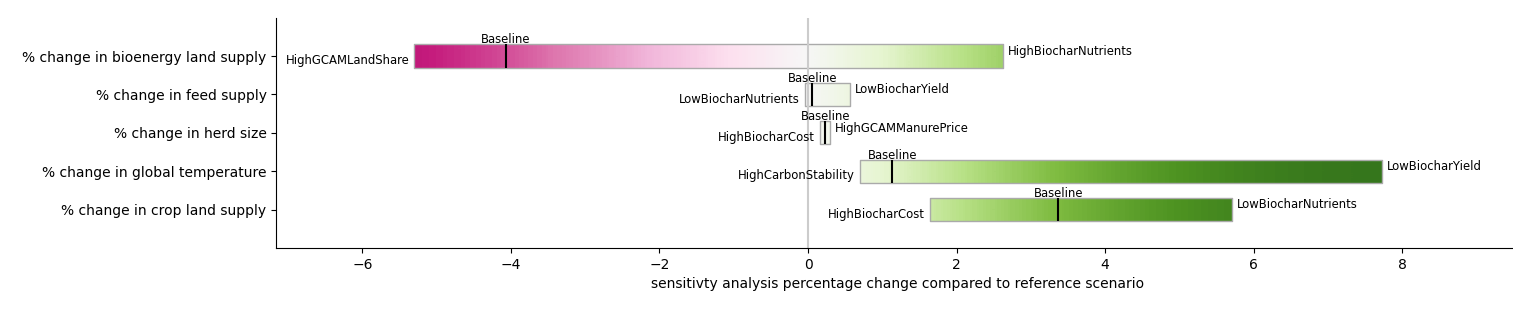 Baseline
% change in bioenergy land supply HighGCAMLandShare HighBiocharNutrients
Baseline
% change in feed supply LowBiocharNutrients LowBiocharYield
Baseline
% change in herd size HighBiocharCost HighGCAMManurePrice
Baseline
% change in global temperature HighCarbonStability LowBiocharYield
Baseline
% change in crop land supply HighBiocharCost LowBiocharNutrients
−6 −4 −2 0 2 4 6 8
sensitivty analysis percentage change compared to reference scenario